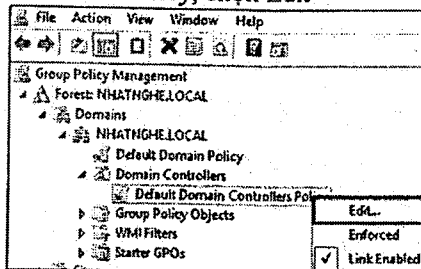 File Action View Window Help
Group Policy Management
Forest: NHATNGHE.LOCAL
Domains
NHATNGHE.LOCAL
Default Domain Policy
Domain Controllers
Default Domain Controllers Poli
Edit...
Group Policy Objects
Enforced
WMI Filters
Link Enabled
Starter GPOs